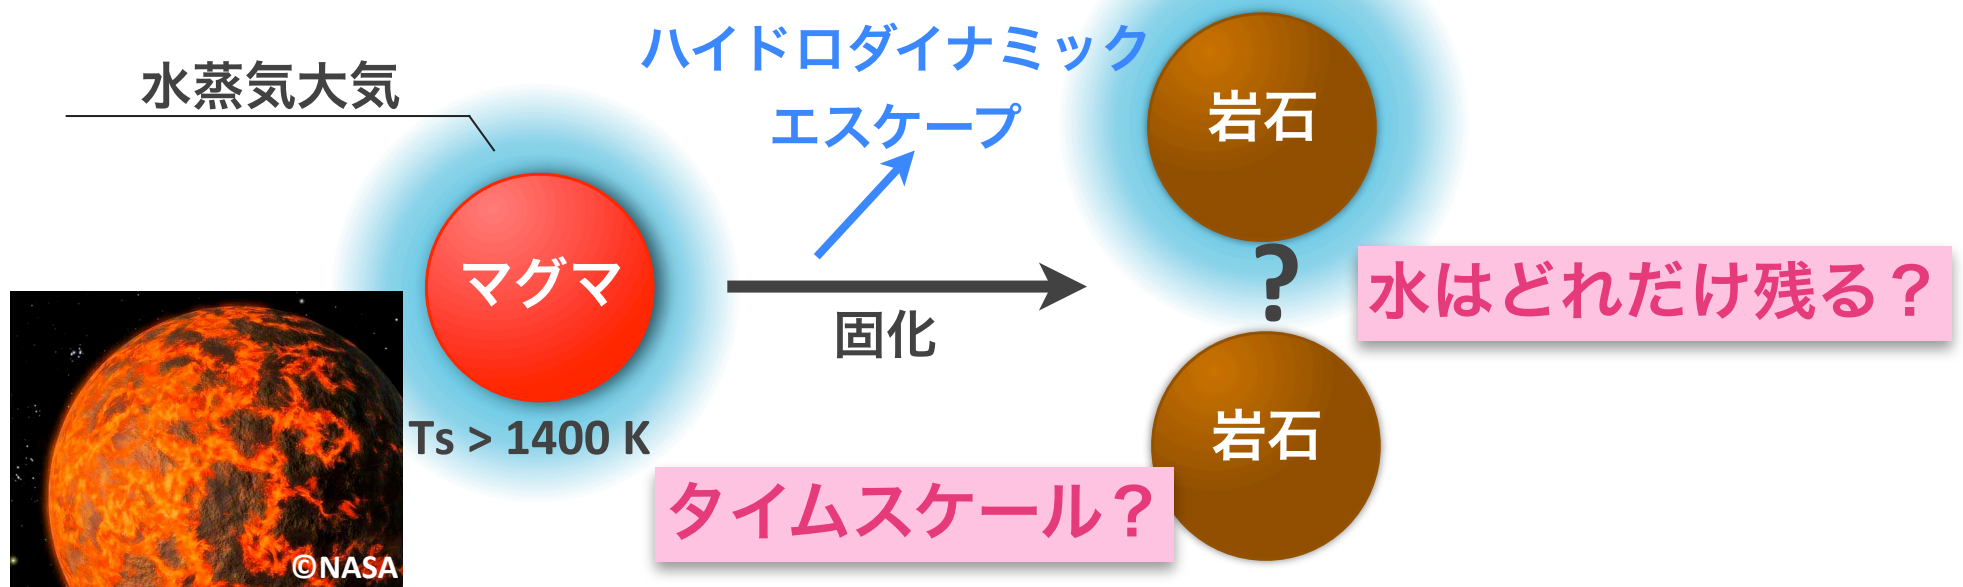 水蒸気大気
ハイドロダイナミック
エスケープ
マグマ
Ts > 1400 K
©NASA
固化
岩石
?
岩石
水はどれだけ残る？
タイムスケール？